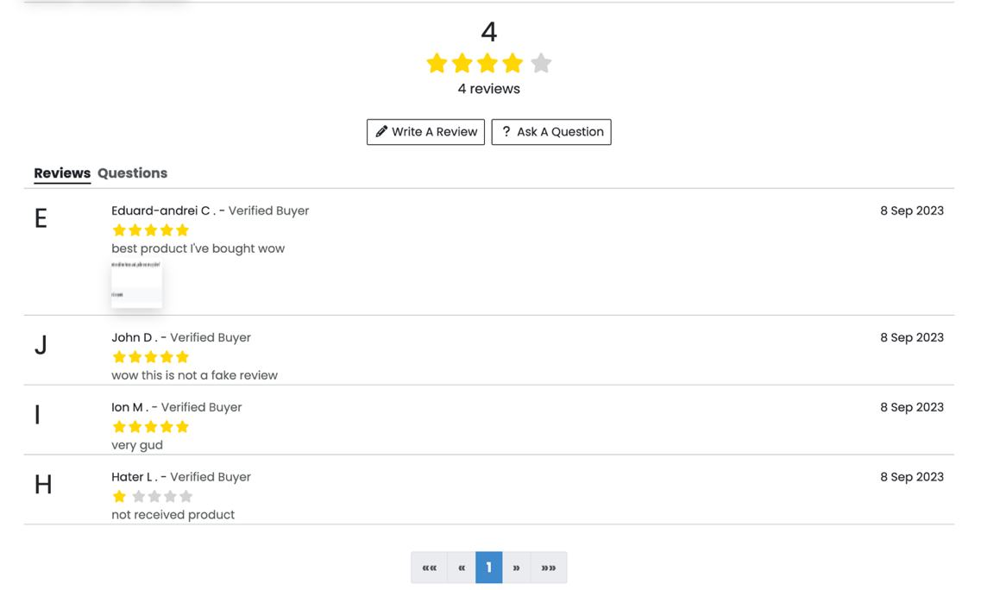 4
4 reviews
Write A Review ? Ask A Question
Reviews Questions
E Eduard-andrei C . - Verified Buyer 8 Sep 2023
best product I've bought wow
J John D . - Verified Buyer 8 Sep 2023
wow this is not a fake review
I Ion M . - Verified Buyer 8 Sep 2023
very gud
H Hater L . - Verified Buyer 8 Sep 2023
not received product
«« « 1 » »»